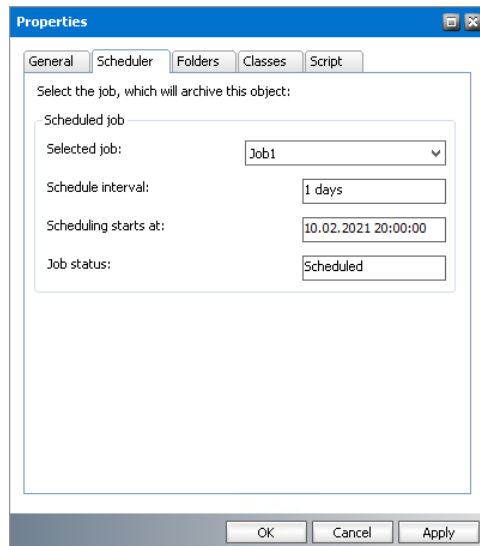 Properties
General Scheduler Folders Classes Script
Select the job, which will archive this object:
Scheduled job
Selected job: Job1
Schedule interval: 1 days
Scheduling starts at: 10.02.2021 20:00:00
Job status: Scheduled
OK Cancel Apply